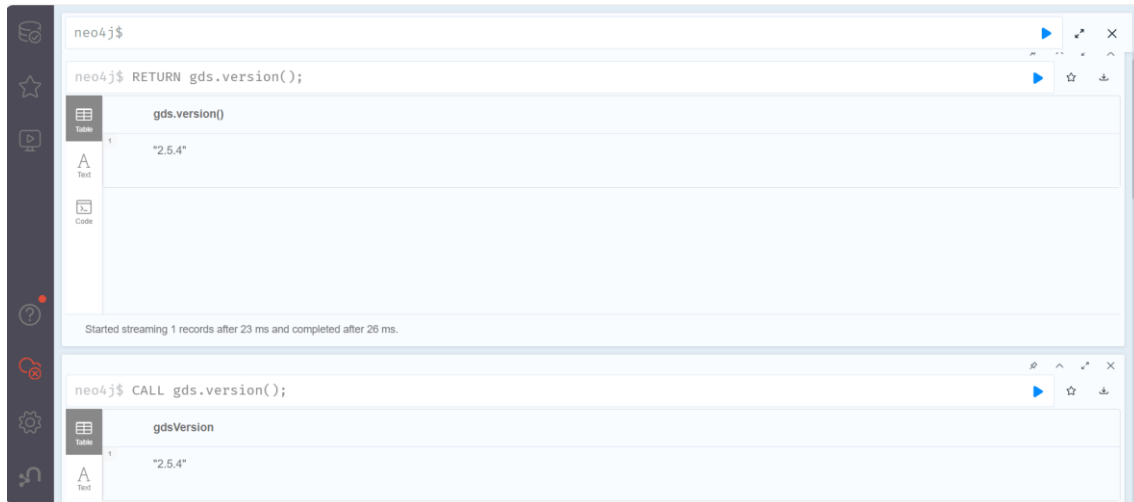 neo4j$
neo4j$ RETURN gds.version();
Table
gds.version()
1
"2.5.4"
A
Text
Code
Started streaming 1 records after 23 ms and completed after 26 ms.
neo4j$ CALL gds.version();
Table
gdsVersion
1
"2.5.4"
A
Text